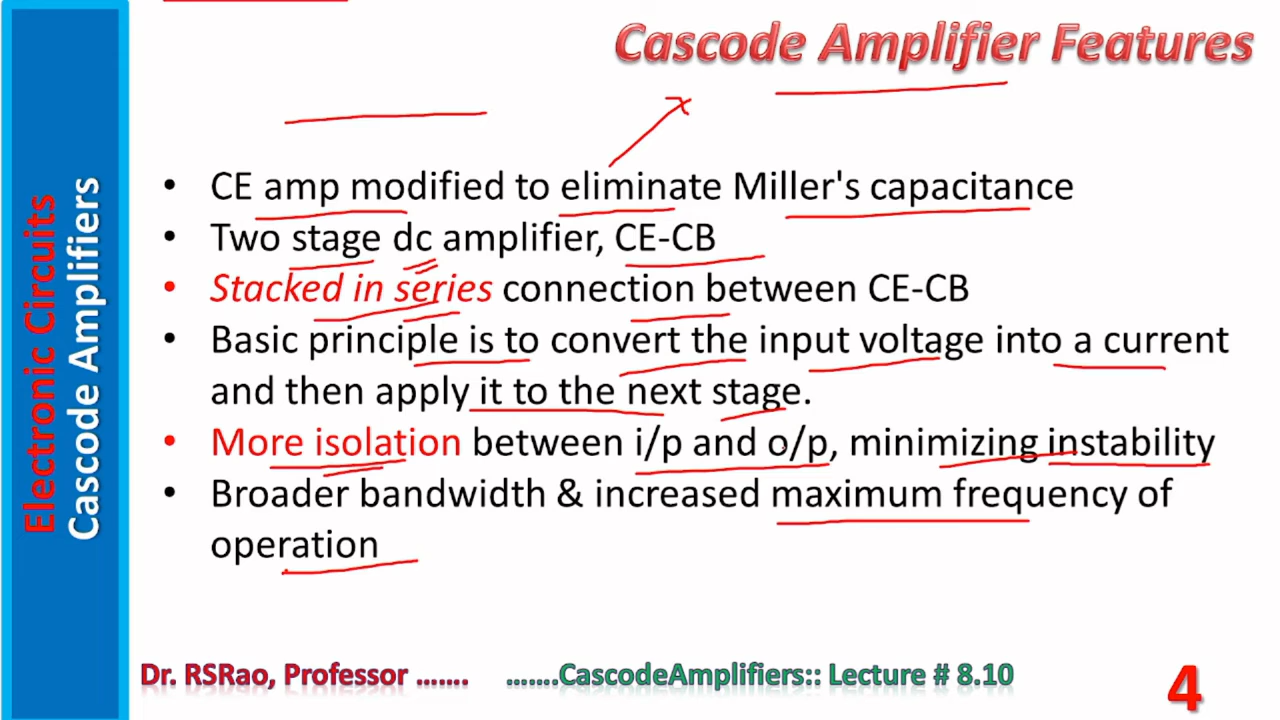 Electronic Circuits
Cascode Amplifiers
Cascode Amplifier Features
• CE amp modified to eliminate Miller's capacitance
• Two stage dc amplifier, CE-CB
• Stacked in series connection between CE-CB
• Basic principle is to convert the input voltage into a current
and then apply it to the next stage.
• More isolation between i/p and o/p, minimizing instability
• Broader bandwidth & increased maximum frequency of
operation
Dr. RSRao, Professor ....... .......CascodeAmplifiers:: Lecture # 8.10
4